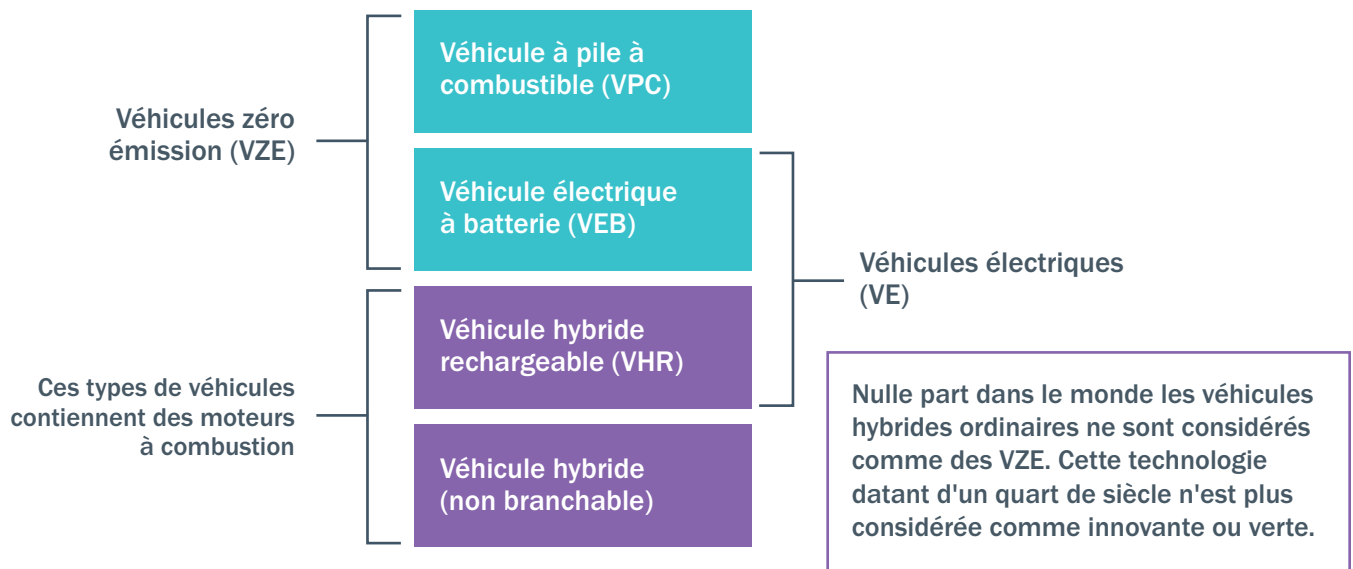 Véhicule à pile à
combustible (VPC)
Véhicules zéro
émission (VZE)
Véhicule électrique
à batterie (VEB)
Véhicules électriques
(VE)
Véhicule hybride
rechargeable (VHR)
Ces types de véhicules
contiennent des moteurs
à combustion
Véhicule hybride
(non branchable)
Nulle part dans le monde les véhicules
hybrides ordinaires ne sont considérés
comme des VZE. Cette technologie
datant d'un quart de siècle n'est plus
considérée comme innovante ou verte.